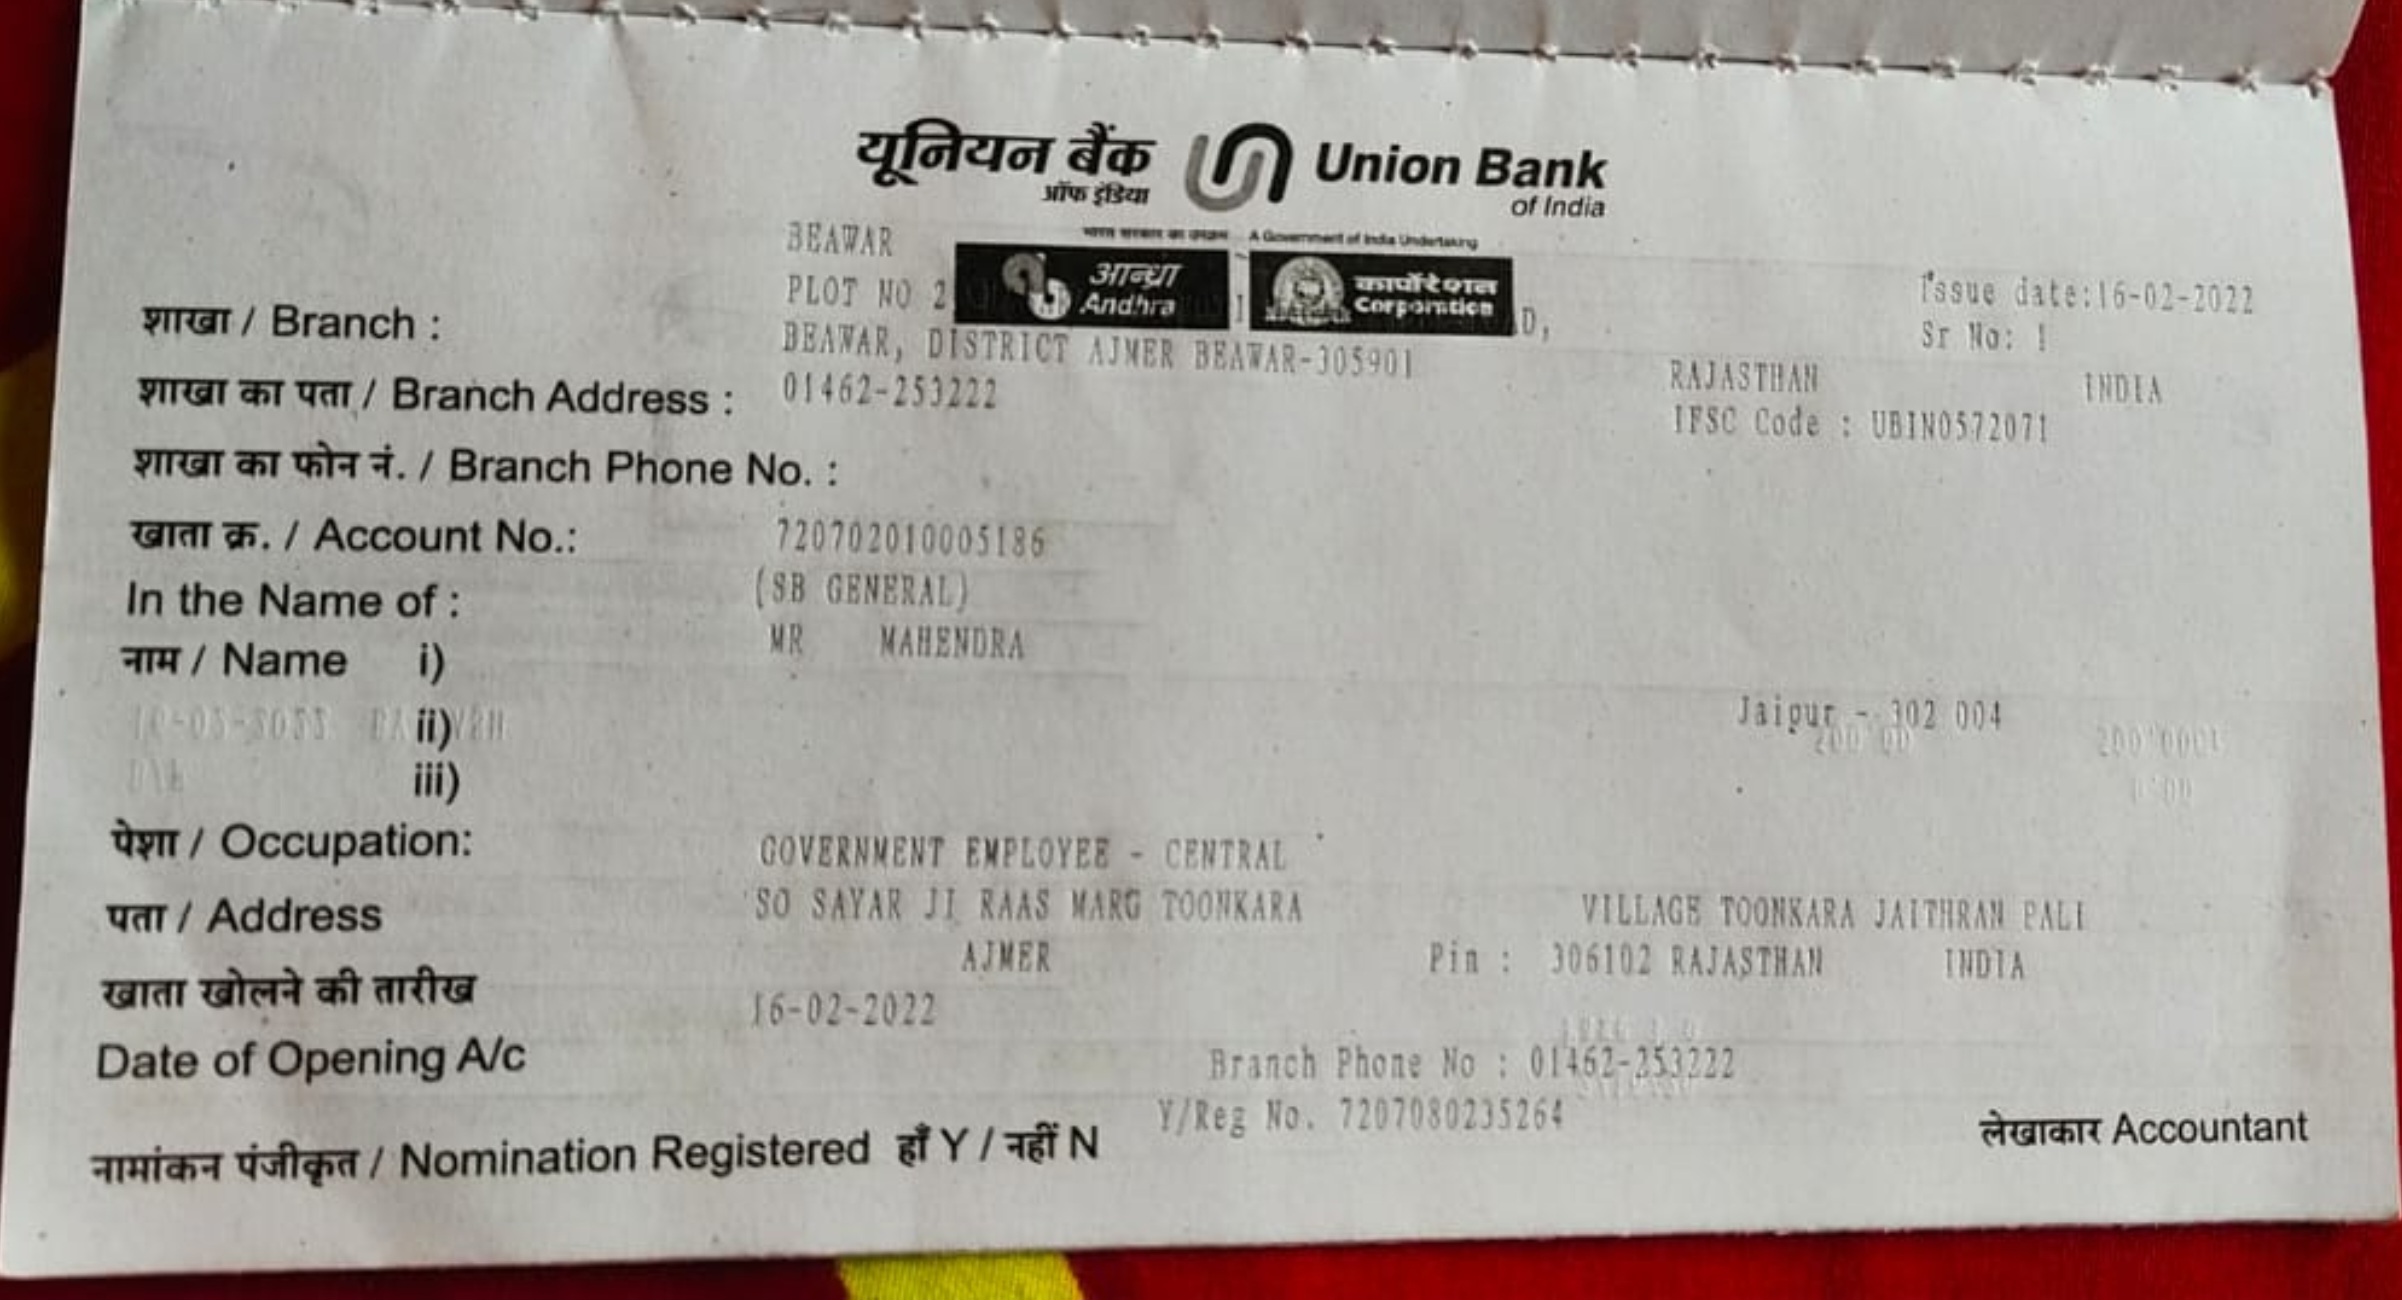 यूनियन बैंक Union Bank
ऑफ इंडिया of India
भारत सरकार का उपक्रम A Government of India Undertaking
आन्ध्रा Andhra
कार्पोरेशन Corporation
BEAWAR
PLOT NO 2 D,
Issue date:16-02-2022
Sr No: 1
शाखा / Branch :
BEAWAR, DISTRICT AJMER BEAWAR-305901
RAJASTHAN INDIA
शाखा का पता / Branch Address : 01462-253222
IFSC Code : UBIN0572071
शाखा का फोन नं. / Branch Phone No. :
खाता क्र. / Account No.: 720702010005186
In the Name of : (SB GENERAL)
नाम / Name i) MR MAHENDRA
ii) Jaipur - 302 004
iii)
पेशा / Occupation: GOVERNMENT EMPLOYEE - CENTRAL
पता / Address SO SAYAR JI RAAS MARG TOONKARA VILLAGE TOONKARA JAITHRAN PALI
AJMER Pin : 306102 RAJASTHAN INDIA
खाता खोलने की तारीख 16-02-2022
Date of Opening A/c
Branch Phone No : 01462-253222
नामांकन पंजीकृत / Nomination Registered हाँ Y / नहीं N Y/Reg No. 7207080235264
लेखाकार Accountant